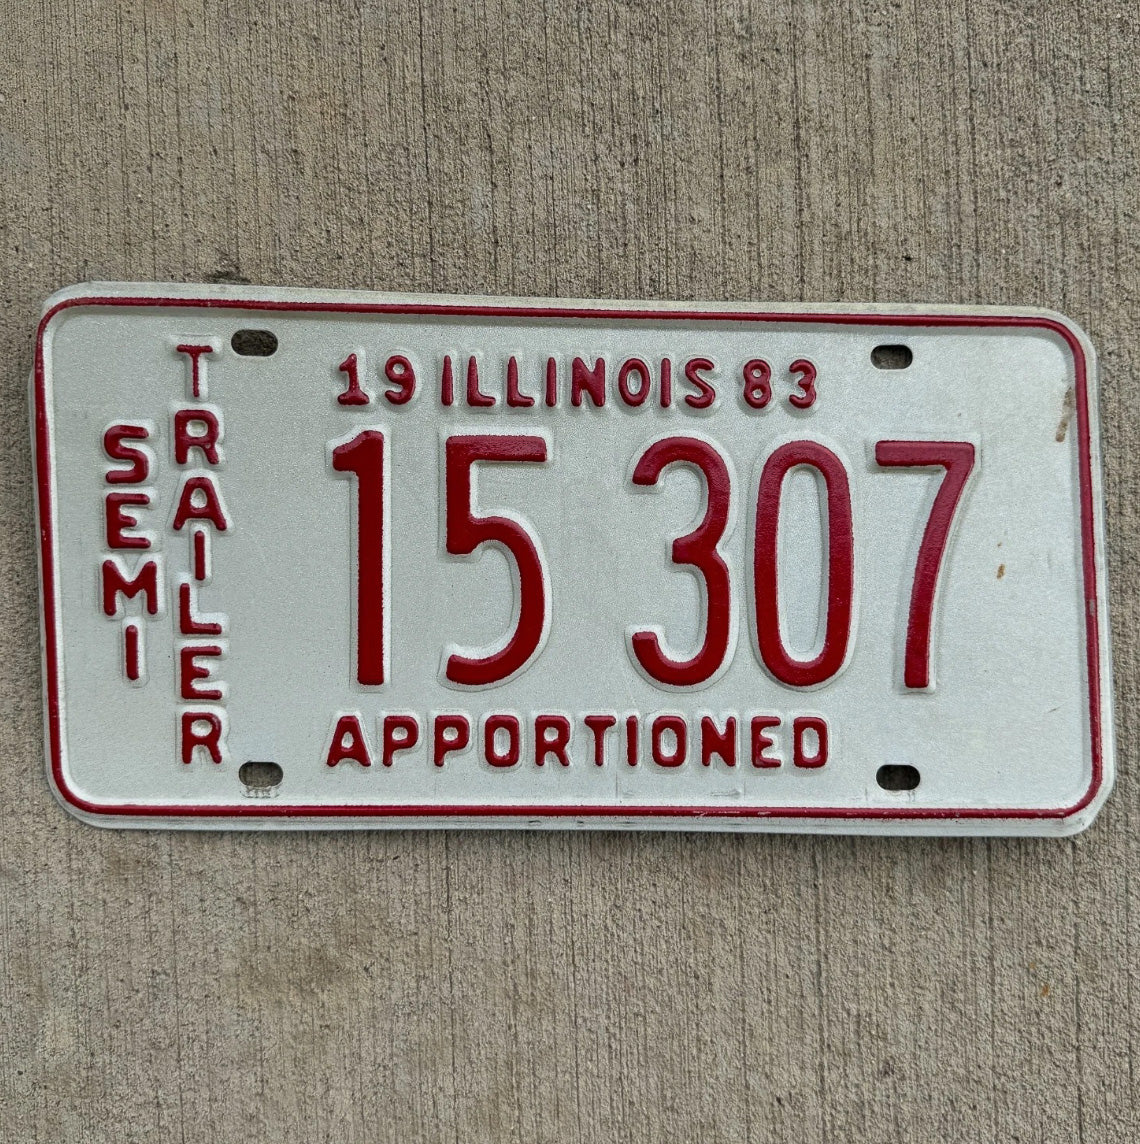 SEMI
TRAILER
19 ILLINOIS 83
15 307
APPORTIONED